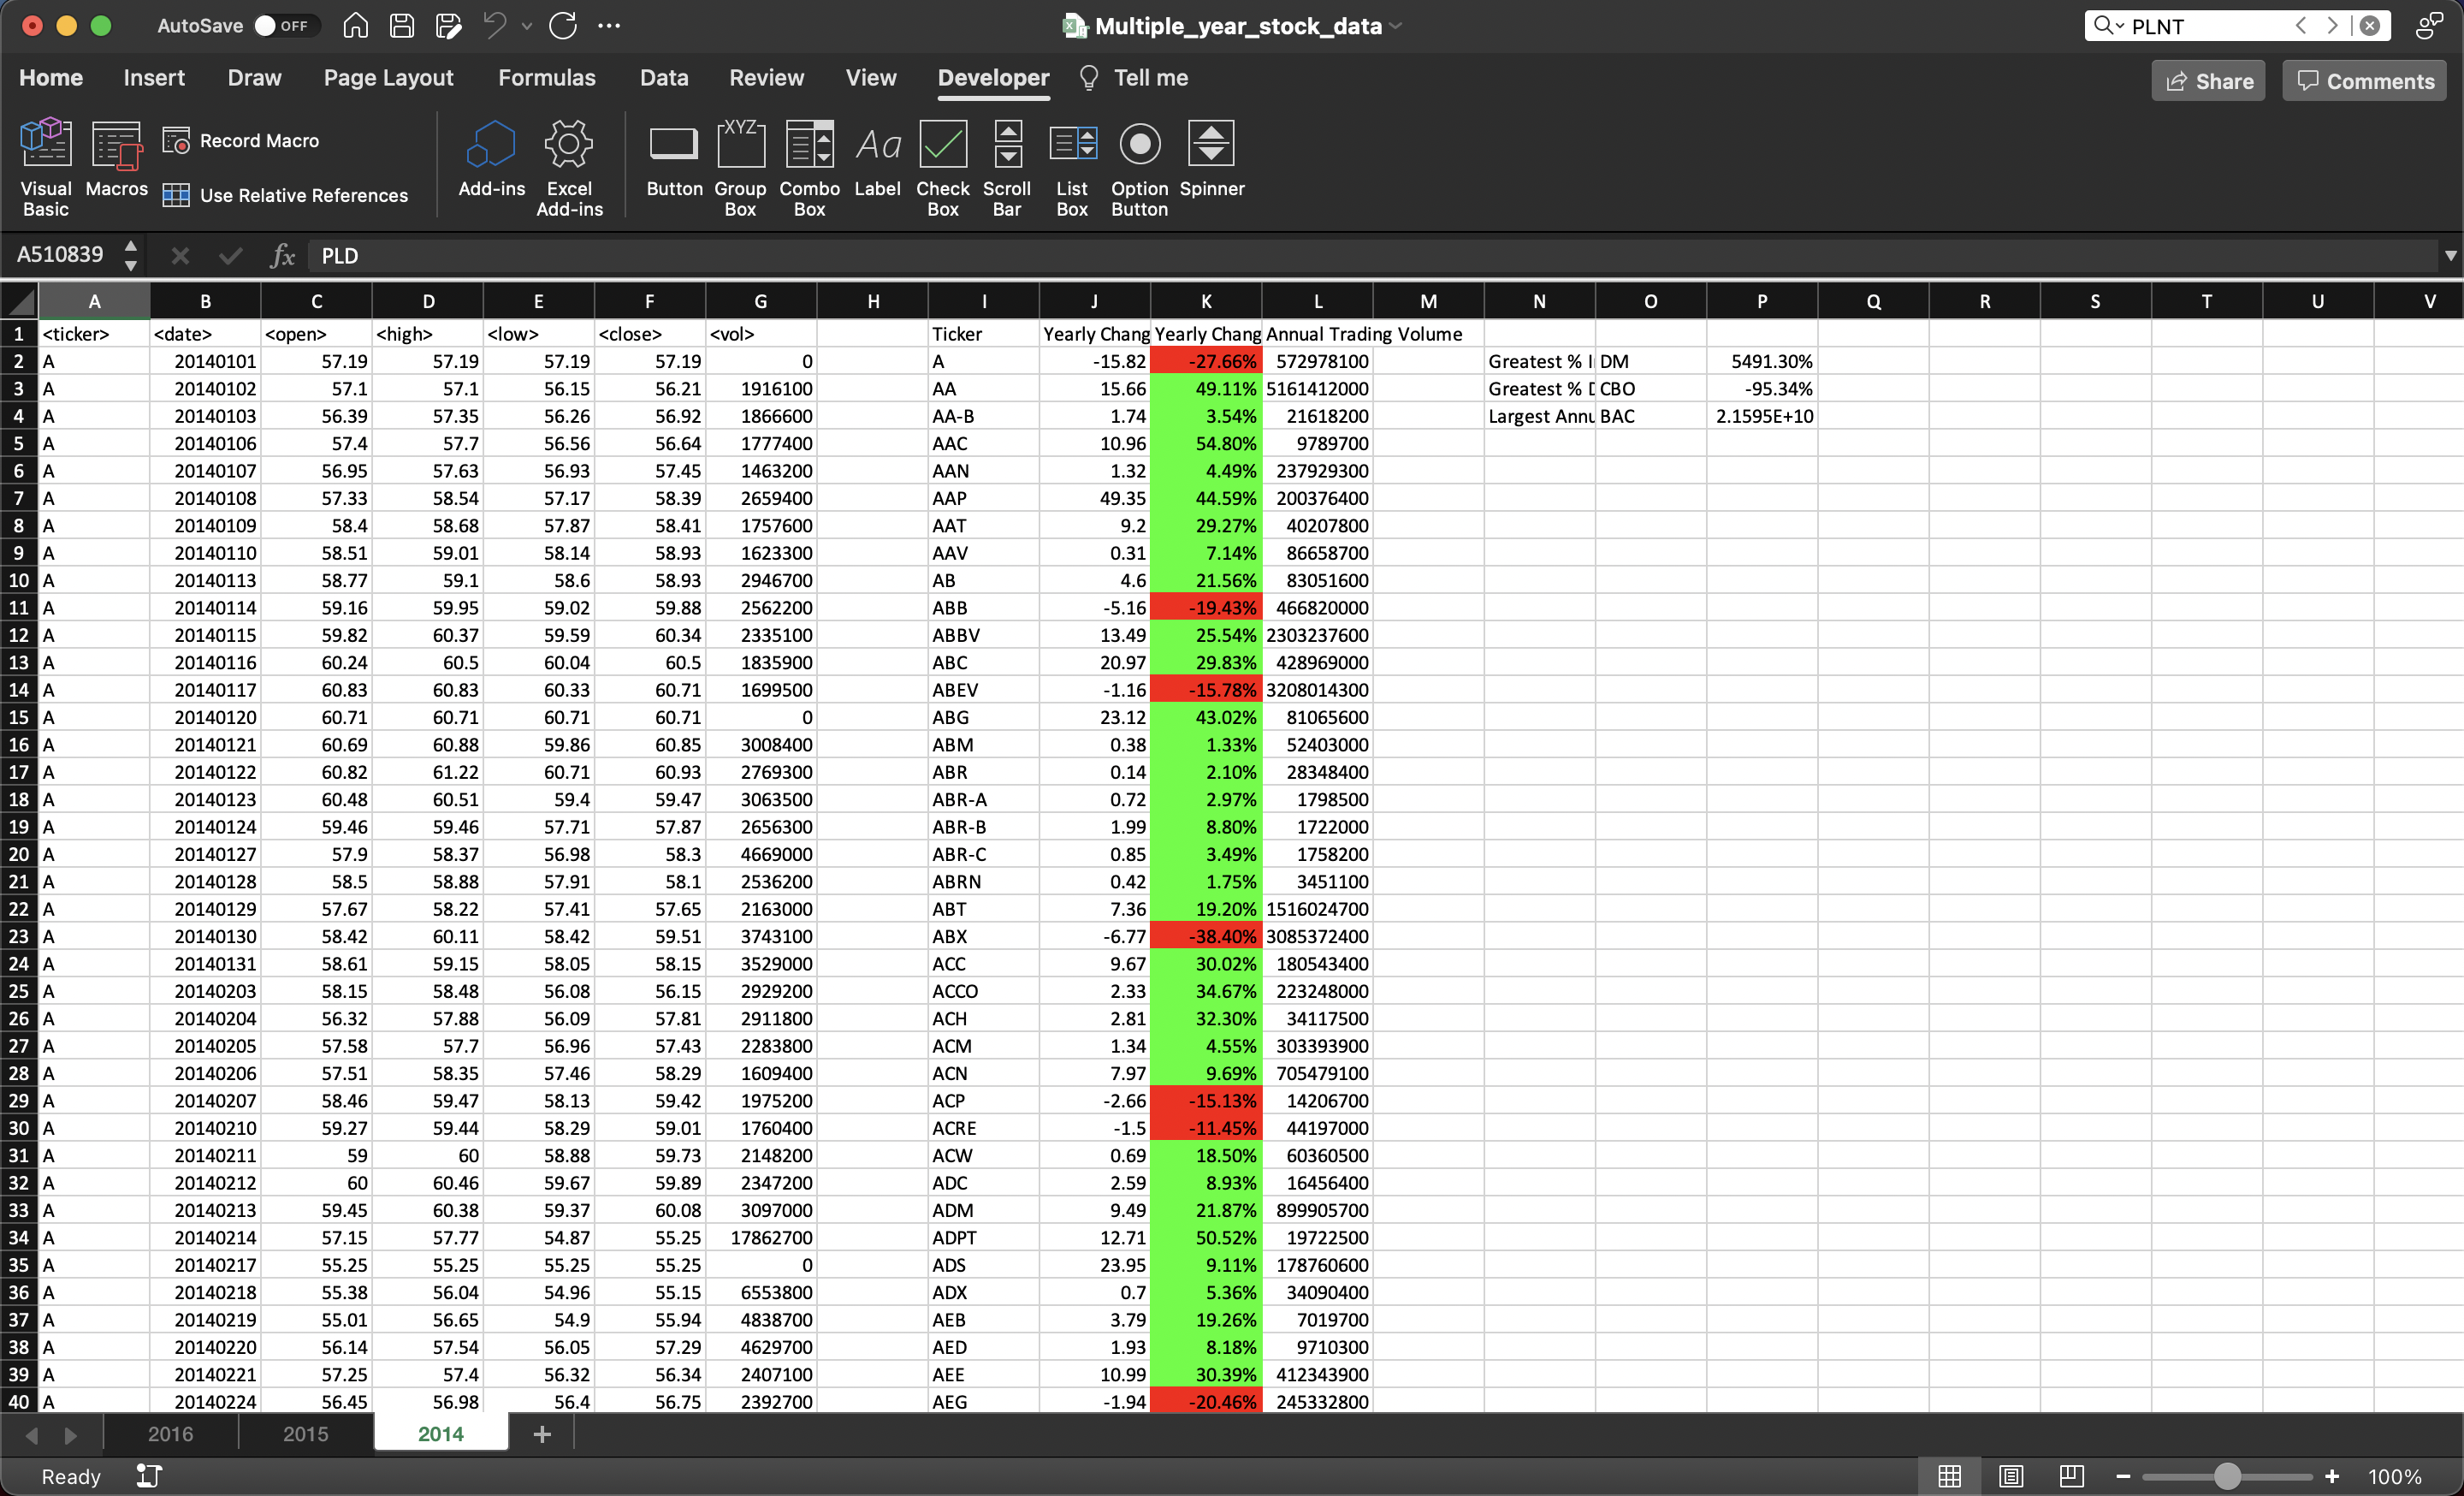 AutoSave OFF Multiple_year_stock_data PLNT
Home Insert Draw Page Layout Formulas Data Review View Developer Tell me Share Comments
Visual Basic Macros Record Macro Use Relative References Add-ins Excel Add-ins Button Group Box Combo Box Label Check Box Scroll Bar List Box Option Button Spinner
XYZ Aa
A510839 fx PLD
A B C D E F G H I J K L M N O P Q R S T U V
1 <ticker> <date> <open> <high> <low> <close> <vol> Ticker Yearly Chang Yearly Chang Annual Trading Volume
2 A 20140101 57.19 57.19 57.19 57.19 0 A -15.82 -27.66% 572978100 Greatest % I DM 5491.30%
3 A 20140102 57.1 57.1 56.15 56.21 1916100 AA 15.66 49.11% 5161412000 Greatest % D CBO -95.34%
4 A 20140103 56.39 57.35 56.26 56.92 1866600 AA-B 1.74 3.54% 21618200 Largest Annu BAC 2.1595E+10
5 A 20140106 57.4 57.7 56.56 56.64 1777400 AAC 10.96 54.80% 9789700
6 A 20140107 56.95 57.63 56.93 57.45 1463200 AAN 1.32 4.49% 237929300
7 A 20140108 57.33 58.54 57.17 58.39 2659400 AAP 49.35 44.59% 200376400
8 A 20140109 58.4 58.68 57.87 58.41 1757600 AAT 9.2 29.27% 40207800
9 A 20140110 58.51 59.01 58.14 58.93 1623300 AAV 0.31 7.14% 86658700
10 A 20140113 58.77 59.1 58.6 58.93 2946700 AB 4.6 21.56% 83051600
11 A 20140114 59.16 59.95 59.02 59.88 2562200 ABB -5.16 -19.43% 466820000
12 A 20140115 59.82 60.37 59.59 60.34 2335100 ABBV 13.49 25.54% 2303237600
13 A 20140116 60.24 60.5 60.04 60.5 1835900 ABC 20.97 29.83% 428969000
14 A 20140117 60.83 60.83 60.33 60.71 1699500 ABEV -1.16 -15.78% 3208014300
15 A 20140120 60.71 60.71 60.71 60.71 0 ABG 23.12 43.02% 81065600
16 A 20140121 60.69 60.88 59.86 60.85 3008400 ABM 0.38 1.33% 52403000
17 A 20140122 60.82 61.22 60.71 60.93 2769300 ABR 0.14 2.10% 28348400
18 A 20140123 60.48 60.51 59.4 59.47 3063500 ABR-A 0.72 2.97% 1798500
19 A 20140124 59.46 59.46 57.71 57.87 2656300 ABR-B 1.99 8.80% 1722000
20 A 20140127 57.9 58.37 56.98 58.3 4669000 ABR-C 0.85 3.49% 1758200
21 A 20140128 58.5 58.88 57.91 58.1 2536200 ABRN 0.42 1.75% 3451100
22 A 20140129 57.67 58.22 57.41 57.65 2163000 ABT 7.36 19.20% 1516024700
23 A 20140130 58.42 60.11 58.42 59.51 3743100 ABX -6.77 -38.40% 3085372400
24 A 20140131 58.61 59.15 58.05 58.15 3529000 ACC 9.67 30.02% 180543400
25 A 20140203 58.15 58.48 56.08 56.15 2929200 ACCO 2.33 34.67% 223248000
26 A 20140204 56.32 57.88 56.09 57.81 2911800 ACH 2.81 32.30% 34117500
27 A 20140205 57.58 57.7 56.96 57.43 2283800 ACM 1.34 4.55% 303393900
28 A 20140206 57.51 58.35 57.46 58.29 1609400 ACN 7.97 9.69% 705479100
29 A 20140207 58.46 59.47 58.13 59.42 1975200 ACP -2.66 -15.13% 14206700
30 A 20140210 59.27 59.44 58.29 59.01 1760400 ACRE -1.5 -11.45% 44197000
31 A 20140211 59 60 58.88 59.73 2148200 ACW 0.69 18.50% 60360500
32 A 20140212 60 60.46 59.67 59.89 2347200 ADC 2.59 8.93% 16456400
33 A 20140213 59.45 60.38 59.37 60.08 3097000 ADM 9.49 21.87% 899905700
34 A 20140214 57.15 57.77 54.87 55.25 17862700 ADPT 12.71 50.52% 19722500
35 A 20140217 55.25 55.25 55.25 55.25 0 ADS 23.95 9.11% 178760600
36 A 20140218 55.38 56.04 54.96 55.15 6553800 ADX 0.7 5.36% 34090400
37 A 20140219 55.01 56.65 54.9 55.94 4838700 AEB 3.79 19.26% 7019700
38 A 20140220 56.14 57.54 56.05 57.29 4629700 AED 1.93 8.18% 9710300
39 A 20140221 57.25 57.4 56.32 56.34 2407100 AEE 10.99 30.39% 412343900
40 A 20140224 56.45 56.98 56.4 56.75 2392700 AEG -1.94 -20.46% 245332800
2016 2015 2014 +
Ready 100%